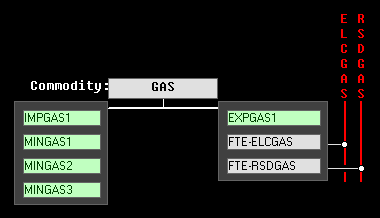 ELCGAS
RSDGAS
Commodity: GAS
IMPGAS1
MINGAS1
MINGAS2
MINGAS3
EXPGAS1
FTE-ELCGAS
FTE-RSDGAS